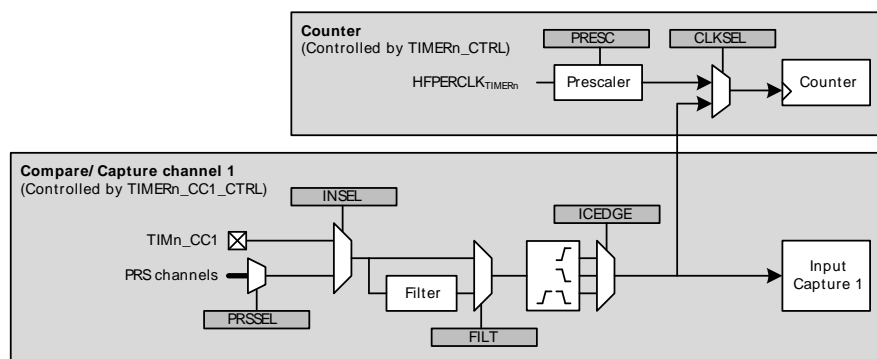 Counter
(Controlled by TIMERn_CTRL)
PRESC
CLKSEL
HFPERCLKTIMERn
Prescaler
Counter
Compare/ Capture channel 1
(Controlled by TIMERn_CC1_CTRL)
INSEL
ICEDGE
TIMn_CC1
PRS channels
Filter
Input
Capture 1
PRSSEL
FILT